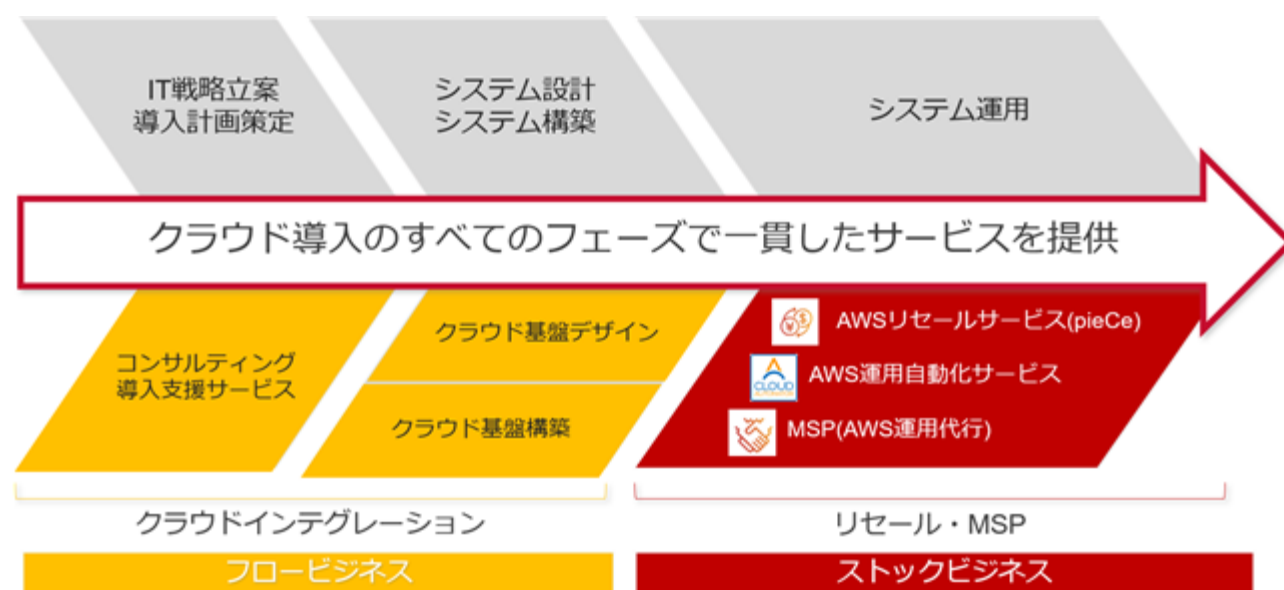 IT戦略立案
導入計画策定
システム設計
システム構築
システム運用
クラウド導入のすべてのフェーズで一貫したサービスを提供
コンサルティング
導入支援サービス
クラウド基盤デザイン
クラウド基盤構築
AWSリセールサービス(pieCe)
CLOUD
AWS運用自動化サービス
MSP(AWS運用代行)
クラウドインテグレーション
リセール・MSP
フロービジネス
ストックビジネス